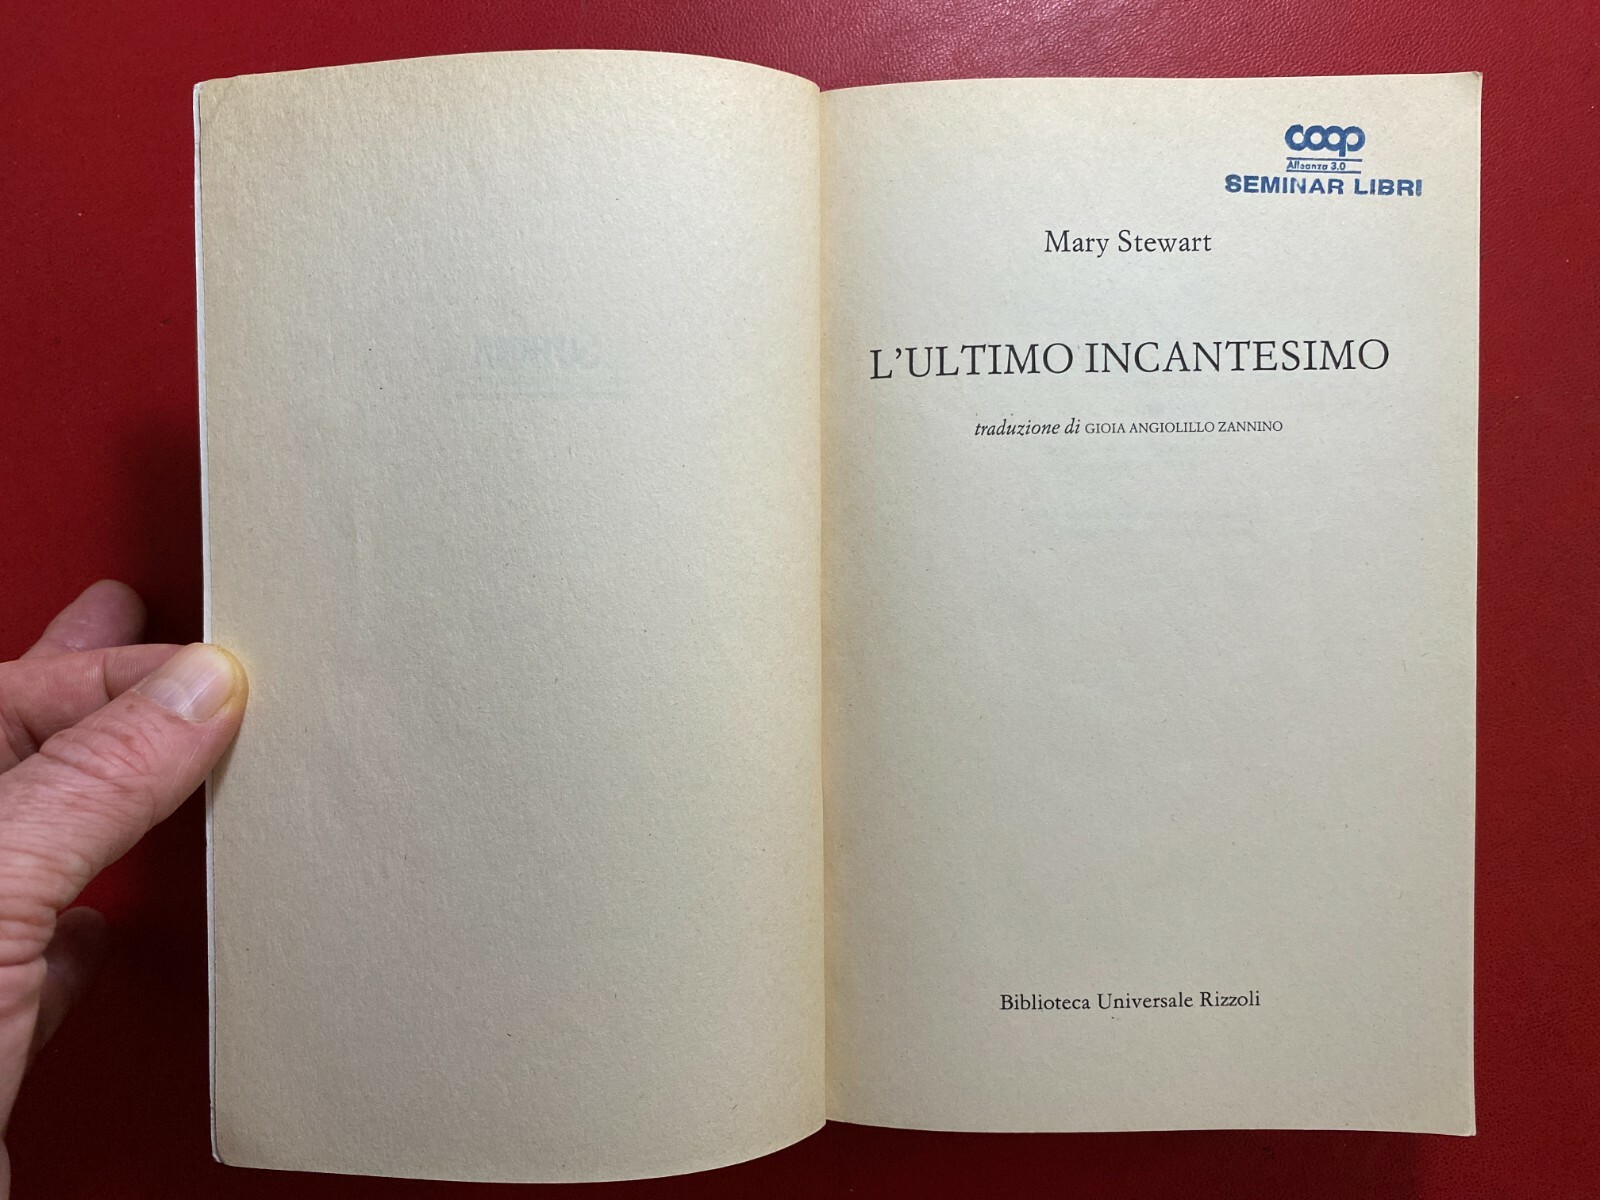 coop
Alleanza 3.0
SEMINAR LIBRI
Mary Stewart
L'ULTIMO INCANTESIMO
traduzione di GIOIA ANGIOLILLO ZANNINO
Biblioteca Universale Rizzoli